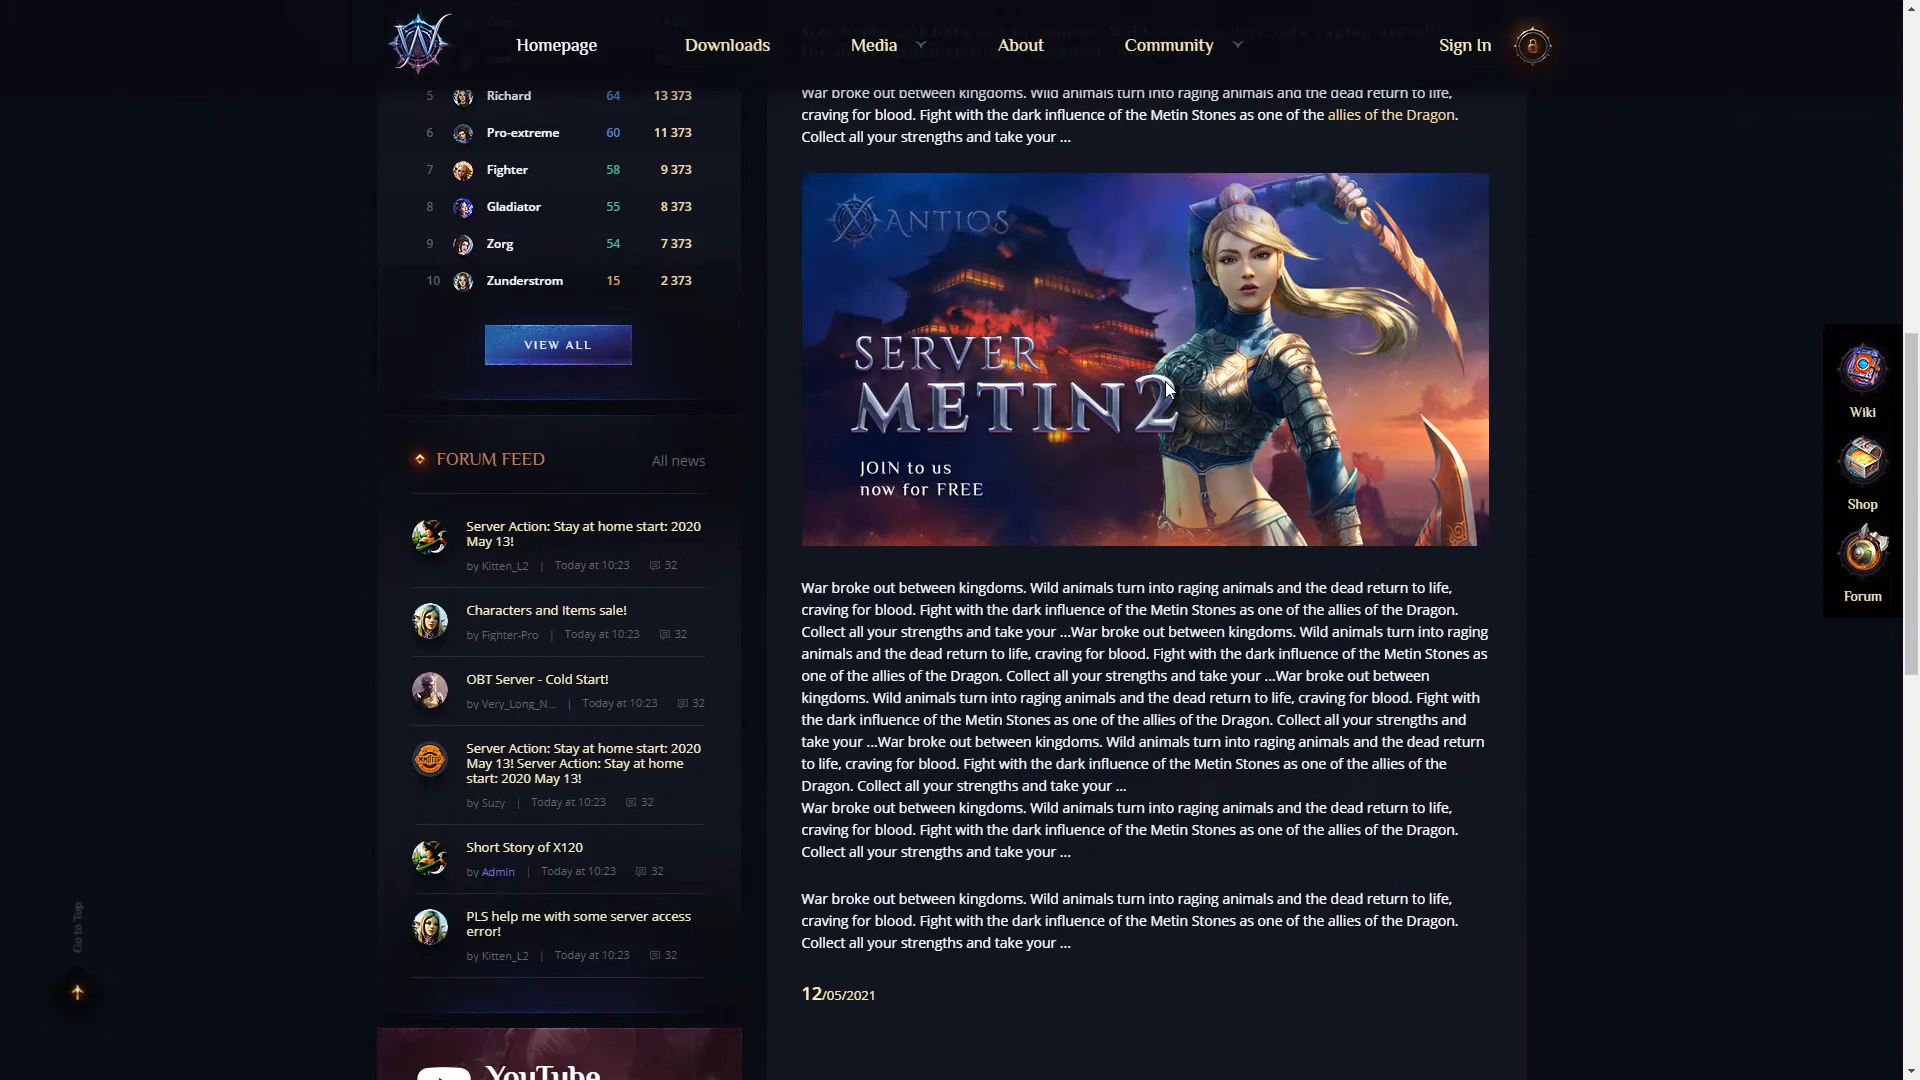 Homepage
Downloads
Media
About
Community
Sign In
5 Richard 64 13 373
6 Pro-extreme 60 11 373
7 Fighter 58 9 373
8 Gladiator 55 8 373
9 Zorg 54 7 373
10 Zunderstrom 15 2 373
VIEW ALL
FORUM FEED
All news
Server Action: Stay at home start: 2020
May 13!
by Kitten_L2 | Today at 10:23 32
Characters and Items sale!
by Fighter-Pro | Today at 10:23 32
OBT Server - Cold Start!
by Very_Long_N... | Today at 10:23 32
Server Action: Stay at home start: 2020
May 13! Server Action: Stay at home
start: 2020 May 13!
by Suzy | Today at 10:23 32
Short Story of X120
by Admin | Today at 10:23 32
PLS help me with some server access
error!
by Kitten_L2 | Today at 10:23 32
YouTube
War broke out between kingdoms. Wild animals turn into raging animals and the dead return to life,
craving for blood. Fight with the dark influence of the Metin Stones as one of the allies of the Dragon.
Collect all your strengths and take your ...
ANTIOS
SERVER
METIN2
JOIN to us
now for FREE
War broke out between kingdoms. Wild animals turn into raging animals and the dead return to life,
craving for blood. Fight with the dark influence of the Metin Stones as one of the allies of the Dragon.
Collect all your strengths and take your ...War broke out between kingdoms. Wild animals turn into raging
animals and the dead return to life, craving for blood. Fight with the dark influence of the Metin Stones as
one of the allies of the Dragon. Collect all your strengths and take your ...War broke out between
kingdoms. Wild animals turn into raging animals and the dead return to life, craving for blood. Fight with
the dark influence of the Metin Stones as one of the allies of the Dragon. Collect all your strengths and
take your ...War broke out between kingdoms. Wild animals turn into raging animals and the dead return
to life, craving for blood. Fight with the dark influence of the Metin Stones as one of the allies of the
Dragon. Collect all your strengths and take your ...
War broke out between kingdoms. Wild animals turn into raging animals and the dead return to life,
craving for blood. Fight with the dark influence of the Metin Stones as one of the allies of the Dragon.
Collect all your strengths and take your ...
War broke out between kingdoms. Wild animals turn into raging animals and the dead return to life,
craving for blood. Fight with the dark influence of the Metin Stones as one of the allies of the Dragon.
Collect all your strengths and take your ...
12/05/2021
Wiki
Shop
Forum
Go to Top